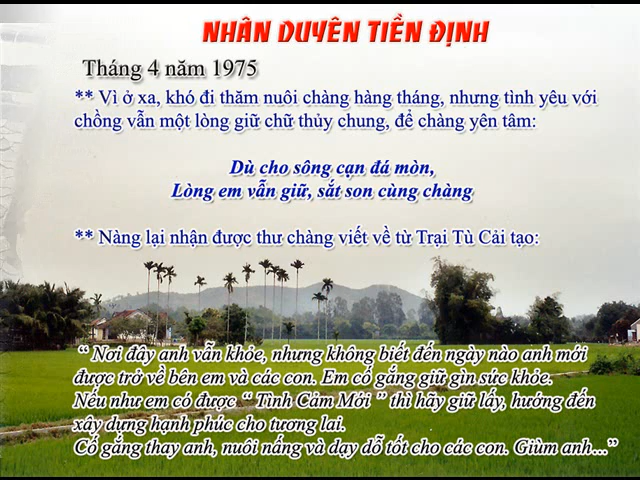 NHÂN DUYÊN TIỀN ĐỊNH
Tháng 4 năm 1975
** Vì ở xa, khó đi thăm nuôi chàng hàng tháng, nhưng tình yêu với
chồng vẫn một lòng giữ chữ thủy chung, để chàng yên tâm:
Dù cho sông cạn đá mòn,
Lòng em vẫn giữ, sắt son cùng chàng
** Nàng lại nhận được thư chàng viết về từ Trại Tù Cải tạo:
“ Nơi đây anh vẫn khỏe, nhưng không biết đến ngày nào anh mới
được trở về bên em và các con. Em cố gắng giữ gìn sức khỏe.
Nếu như em có được “ Tình Cảm Mới ” thì hãy giữ lấy, hướng đến
xây dựng hạnh phúc cho tương lai.
Cố gắng thay anh, nuôi nấng và dạy dỗ tốt cho các con. Giùm anh...”